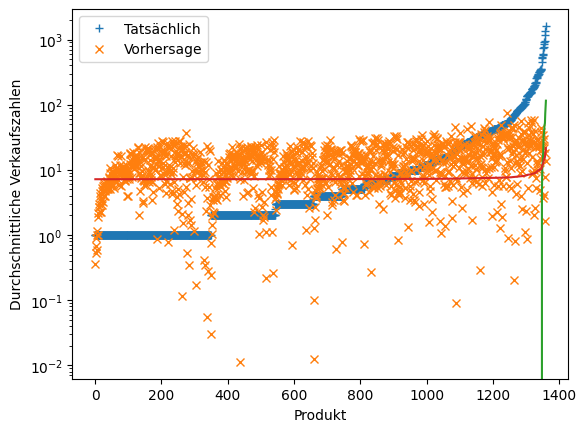 Tatsächlich
Vorhersage
Durchschnittliche Verkaufszahlen
10³
10²
10¹
10⁰
10⁻¹
10⁻²
0 200 400 600 800 1000 1200 1400
Produkt